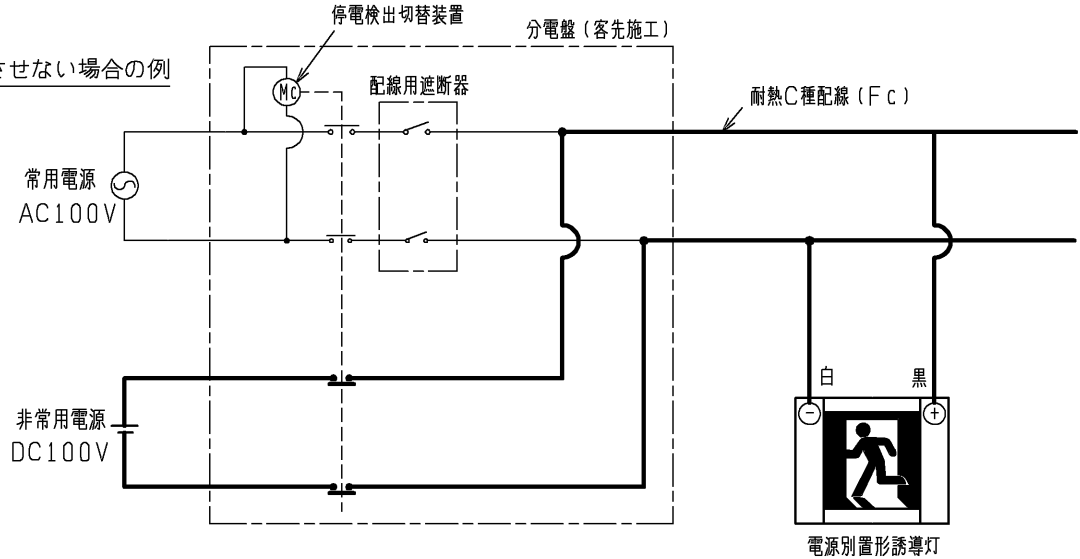 停電検出切替装置
分電盤(客先施工)
させない場合の例
Mc
配線用遮断器
耐熱C種配線(Fc)
常用電源
AC100V
白
黒
非常用電源
DC100V
電源別置形誘導灯